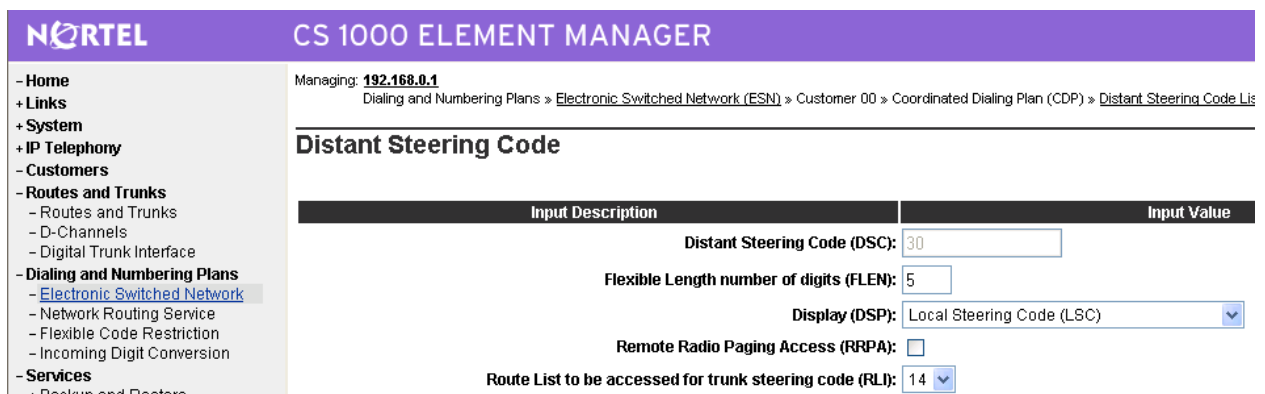 NORTEL
CS 1000 ELEMENT MANAGER
– Home
+ Links
+ System
+ IP Telephony
– Customers
– Routes and Trunks
– Routes and Trunks
– D-Channels
– Digital Trunk Interface
– Dialing and Numbering Plans
– Electronic Switched Network
– Network Routing Service
– Flexible Code Restriction
– Incoming Digit Conversion
– Services
Managing: 192.168.0.1
Dialing and Numbering Plans » Electronic Switched Network (ESN) » Customer 00 » Coordinated Dialing Plan (CDP) » Distant Steering Code Lis
Distant Steering Code
Input Description Input Value
Distant Steering Code (DSC): 30
Flexible Length number of digits (FLEN): 5
Display (DSP): Local Steering Code (LSC)
Remote Radio Paging Access (RRPA):
Route List to be accessed for trunk steering code (RLI): 14